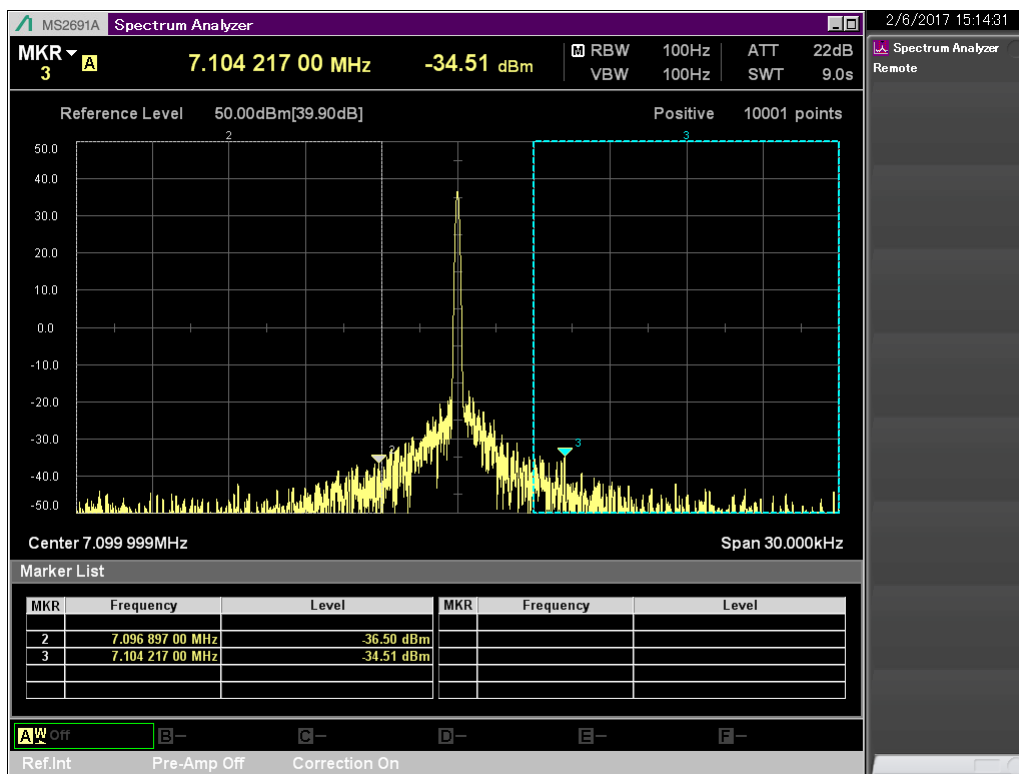 MS2691A Spectrum Analyzer
2/6/2017 15:14:31
MKR A 7.104 217 00 MHz -34.51 dBm M RBW 100Hz ATT 22dB
3 VBW 100Hz SWT 9.0s
Spectrum Analyzer
Remote
Reference Level 50.00dBm[39.90dB] Positive 10001 points
2 3
50.0
40.0
30.0
20.0
10.0
0.0
-10.0
-20.0
-30.0
-40.0
-50.0
2 3
Center 7.099 999MHz Span 30.000kHz
Marker List
MKR Frequency Level MKR Frequency Level
2 7.096 897 00 MHz -36.50 dBm
3 7.104 217 00 MHz -34.51 dBm
A W Off B- C- D- E- F-
Ref.Int Pre-Amp Off Correction On